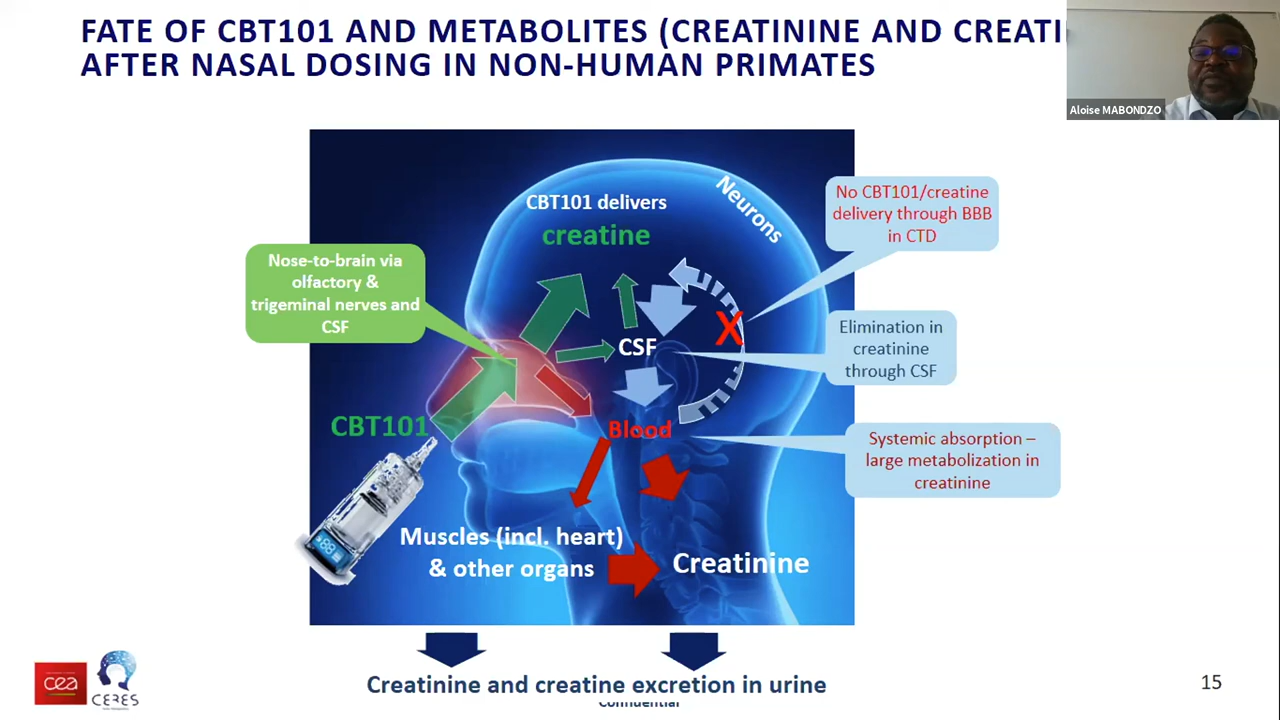 FATE OF CBT101 AND METABOLITES (CREATININE AND CREATI
AFTER NASAL DOSING IN NON-HUMAN PRIMATES
Aloise MABONDZO
Neurons
CBT101 delivers
creatine
No CBT101/creatine
delivery through BBB
in CTD
Nose-to-brain via
olfactory &
trigeminal nerves and
CSF
X
CSF
Elimination in
creatinine
through CSF
CBT101
Blood
Systemic absorption –
large metabolization in
creatinine
Muscles (incl. heart)
& other organs
Creatinine
Creatinine and creatine excretion in urine
Confidential
cea
CERES
15